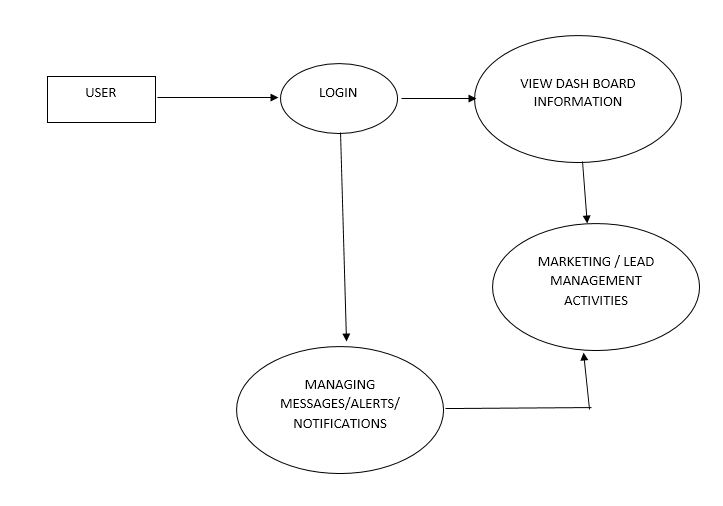 USER
LOGIN
VIEW DASH BOARD
INFORMATION
MARKETING / LEAD
MANAGEMENT
ACTIVITIES
MANAGING
MESSAGES/ALERTS/
NOTIFICATIONS